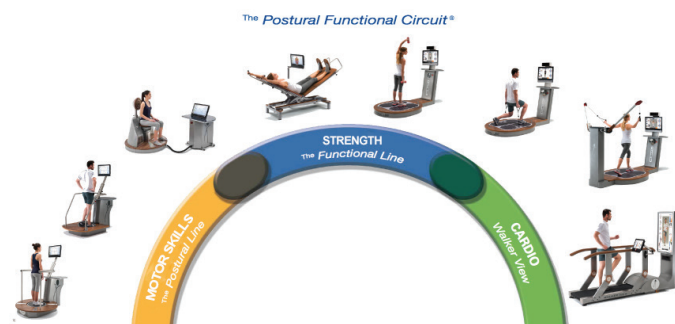 The Postural Functional Circuit®
STRENGTH
The Functional Line
MOTOR SKILLS
The Postural Line
CARDIO
Walker View